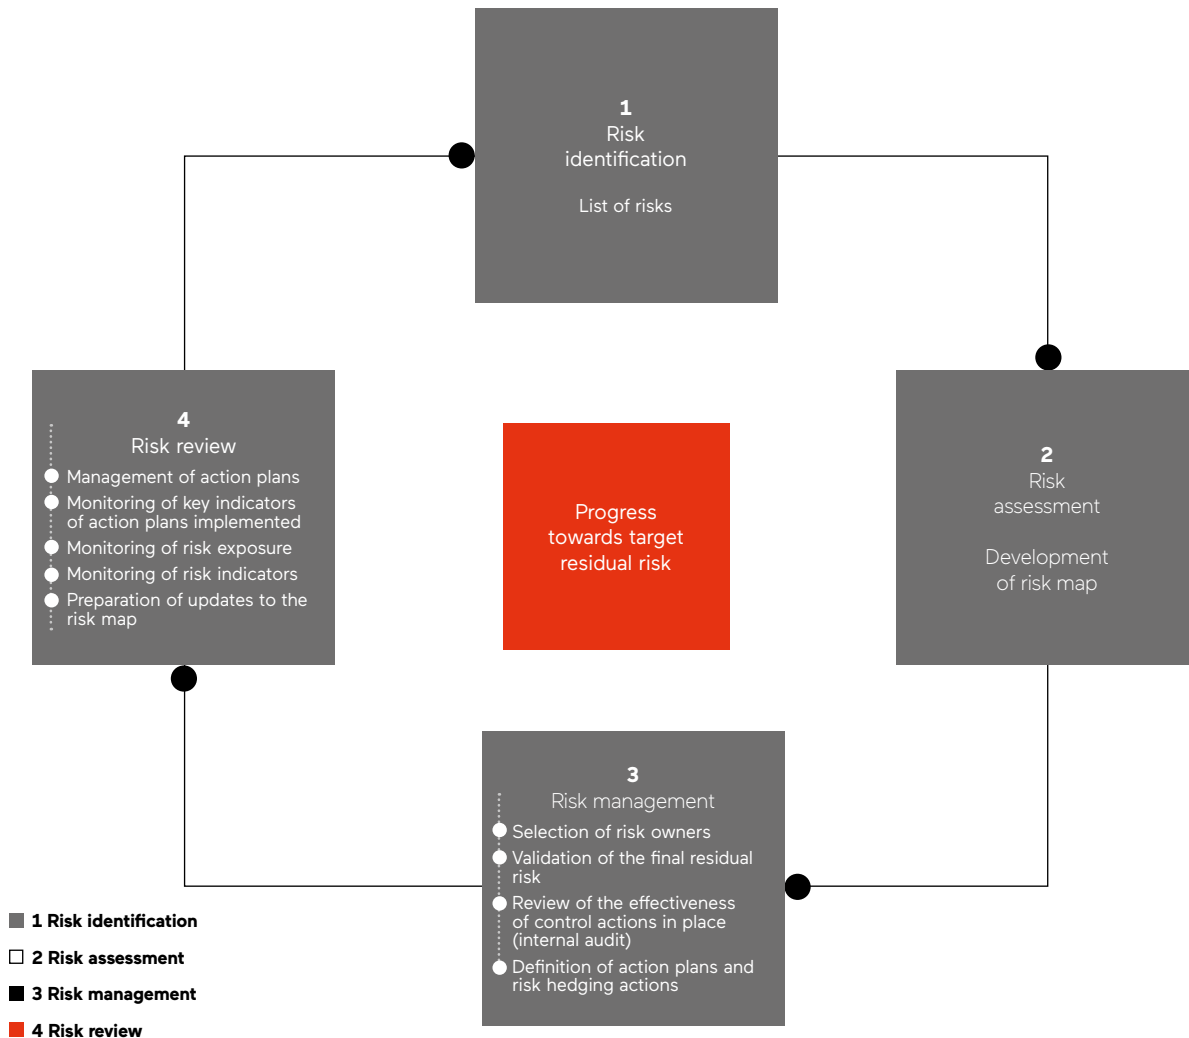 1
Risk
identification
List of risks
2
Risk
assessment
Development
of risk map
3
Risk management
Selection of risk owners
Validation of the final residual
risk
Review of the effectiveness
of control actions in place
(internal audit)
Definition of action plans and
risk hedging actions
4
Risk review
Management of action plans
Monitoring of key indicators
of action plans implemented
Monitoring of risk exposure
Monitoring of risk indicators
Preparation of updates to the
risk map
Progress
towards target
residual risk
1 Risk identification
2 Risk assessment
3 Risk management
4 Risk review